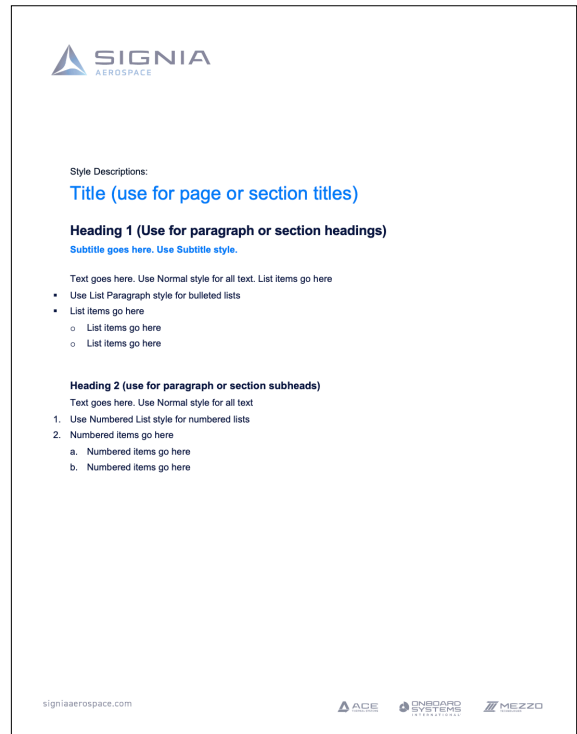 SIGNIA
AEROSPACE
Style Descriptions:
Title (use for page or section titles)
Heading 1 (Use for paragraph or section headings)
Subtitle goes here. Use Subtitle style.
Text goes here. Use Normal style for all text. List items go here
▪ Use List Paragraph style for bulleted lists
▪ List items go here
o List items go here
o List items go here
Heading 2 (use for paragraph or section subheads)
Text goes here. Use Normal style for all text
1. Use Numbered List style for numbered lists
2. Numbered items go here
a. Numbered items go here
b. Numbered items go here
signiaaerospace.com
ACE
ONBOARD
SYSTEMS
INTERNATIONAL
MEZZO